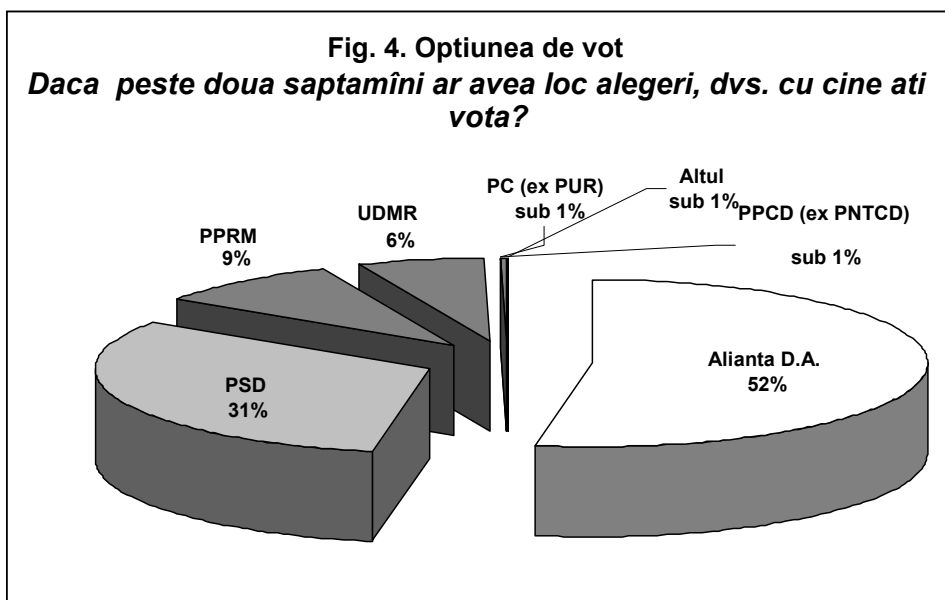 Fig. 4. Optiunea de vot
Daca peste doua saptamîni ar avea loc alegeri, dvs. cu cine ati
vota?
PC (ex PUR)
sub 1%
Altul
sub 1%
PPCD (ex PNTCD)
sub 1%
UDMR
6%
PPRM
9%
Alianta D.A.
52%
PSD
31%